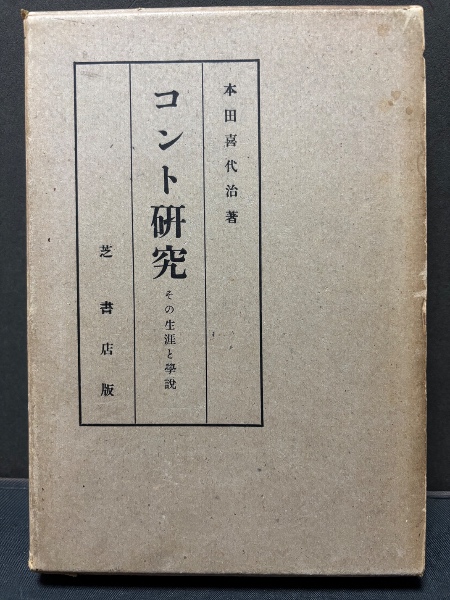 本田喜代治著
コント硏究
その生涯と學說
芝書店版